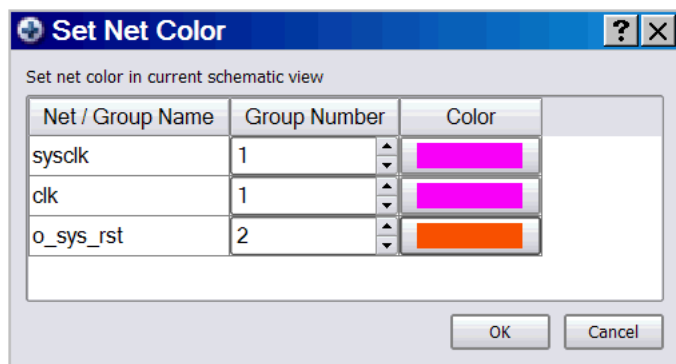 Set Net Color
?
Set net color in current schematic view
Net / Group Name Group Number Color
sysclk 1
clk 1
o_sys_rst 2
OK Cancel